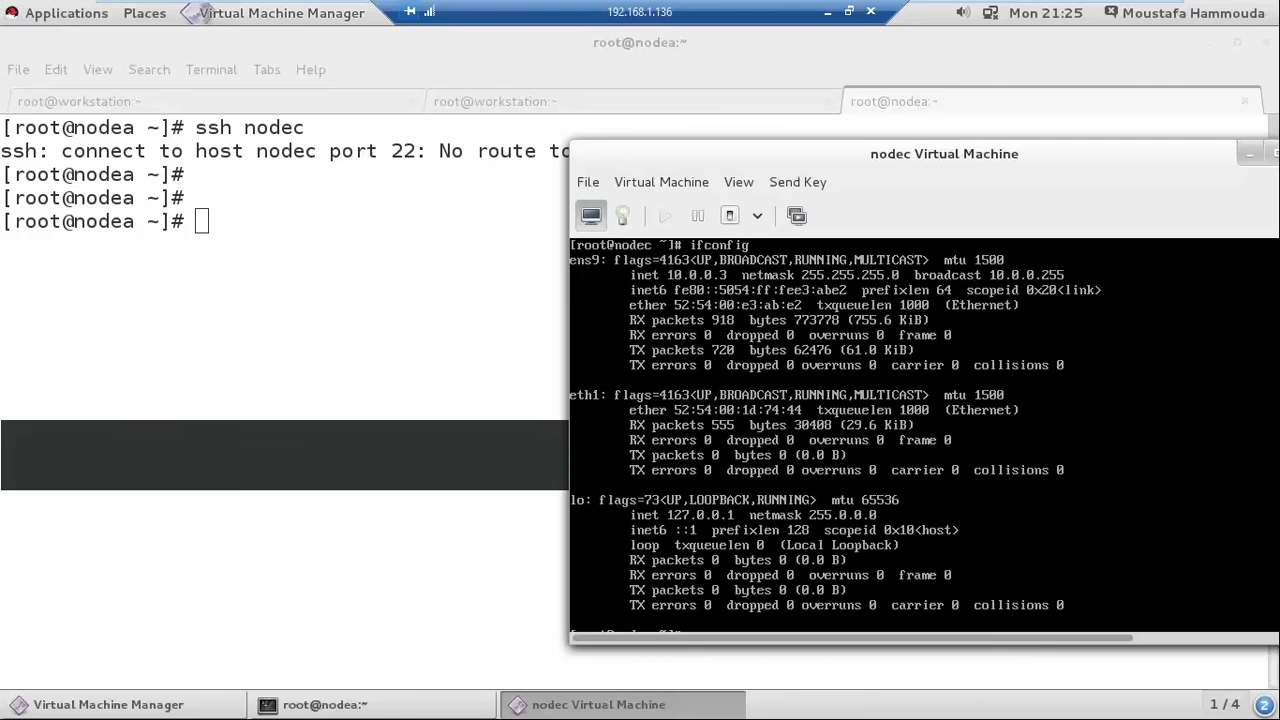 Applications Places Virtual Machine Manager 192.168.1.136 Mon 21:25 Moustafa Hammouda
root@nodea:~
File Edit View Search Terminal Tabs Help
root@workstation:~ root@workstation:~ root@nodea:~
[root@nodea ~]# ssh nodec
ssh: connect to host nodec port 22: No route to
[root@nodea ~]#
[root@nodea ~]#
[root@nodea ~]#
nodec Virtual Machine
File Virtual Machine View Send Key
[root@nodec ~]# ifconfig
ens9: flags=4163<UP,BROADCAST,RUNNING,MULTICAST> mtu 1500
inet 10.0.0.3 netmask 255.255.255.0 broadcast 10.0.0.255
inet6 fe80::5054:ff:fee3:abe2 prefixlen 64 scopeid 0x20<link>
ether 52:54:00:e3:ab:e2 txqueuelen 1000 (Ethernet)
RX packets 918 bytes 773778 (755.6 KiB)
RX errors 0 dropped 0 overruns 0 frame 0
TX packets 720 bytes 62476 (61.0 KiB)
TX errors 0 dropped 0 overruns 0 carrier 0 collisions 0
eth1: flags=4163<UP,BROADCAST,RUNNING,MULTICAST> mtu 1500
ether 52:54:00:1d:74:44 txqueuelen 1000 (Ethernet)
RX packets 555 bytes 30408 (29.6 KiB)
RX errors 0 dropped 0 overruns 0 frame 0
TX packets 0 bytes 0 (0.0 B)
TX errors 0 dropped 0 overruns 0 carrier 0 collisions 0
lo: flags=73<UP,LOOPBACK,RUNNING> mtu 65536
inet 127.0.0.1 netmask 255.0.0.0
inet6 ::1 prefixlen 128 scopeid 0x10<host>
loop txqueuelen 0 (Local Loopback)
RX packets 0 bytes 0 (0.0 B)
RX errors 0 dropped 0 overruns 0 frame 0
TX packets 0 bytes 0 (0.0 B)
TX errors 0 dropped 0 overruns 0 carrier 0 collisions 0
Virtual Machine Manager root@nodea:~ nodec Virtual Machine 1 / 4 2